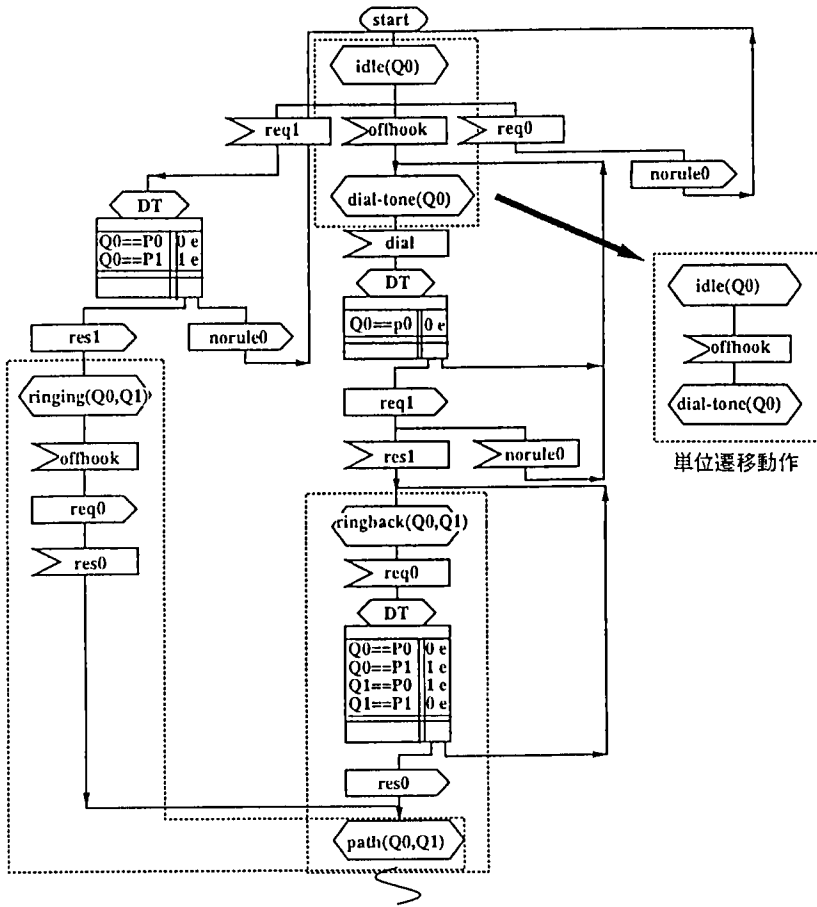 start
idle(Q0)
req1
offhook
req0
norule0
DT
dial-tone(Q0)
Q0==P0 0 e
Q0==P1 1 e
dial
DT
idle(Q0)
Q0==p0 0 e
offhook
res1
norule0
dial-tone(Q0)
ringing(Q0,Q1)
req1
offhook
res1
norule0
単位遷移動作
req0
ringback(Q0,Q1)
res0
req0
DT
Q0==P0 0 e
Q0==P1 1 e
Q1==P0 1 e
Q1==P1 0 e
res0
path(Q0,Q1)